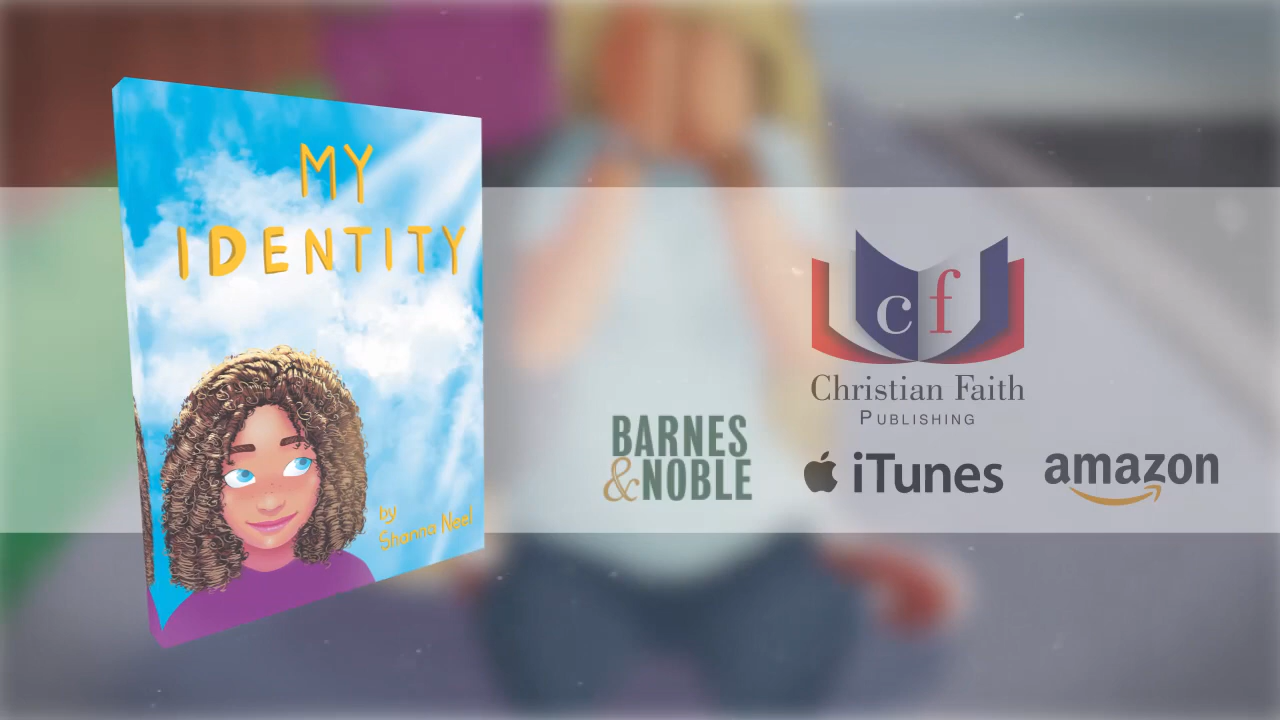 MY
IDENTITY
by
Shanna Neel
cf
Christian Faith
PUBLISHING
BARNES
&NOBLE
iTunes
amazon